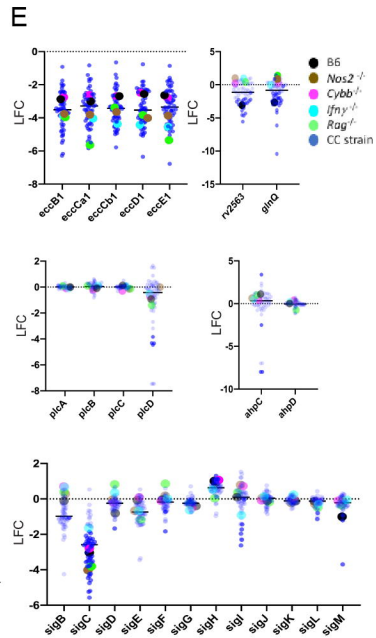 E
LFC
0
-2
-4
-6
-8
eccB1
eccCa1
eccCb1
eccD1
eccE1
LFC
5
0
-5
-10
-15
rv2563
glnQ
B6
Nos2 -/-
Cybb -/-
Ifnγ -/-
Rag -/-
CC strain
LFC
2
0
-2
-4
-6
-8
plcA
plcB
plcC
plcD
LFC
5
0
-5
-10
ahpC
ahpD
LFC
2
0
-2
-4
-6
sigB
sigC
sigD
sigE
sigF
sigG
sigH
sigI
sigJ
sigK
sigL
sigM